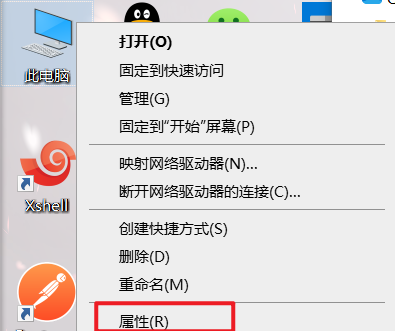 此电脑
Xshell
打开(O)
固定到快速访问
管理(G)
固定到“开始”屏幕(P)
映射网络驱动器(N)...
断开网络驱动器的连接(C)...
创建快捷方式(S)
删除(D)
重命名(M)
属性(R)